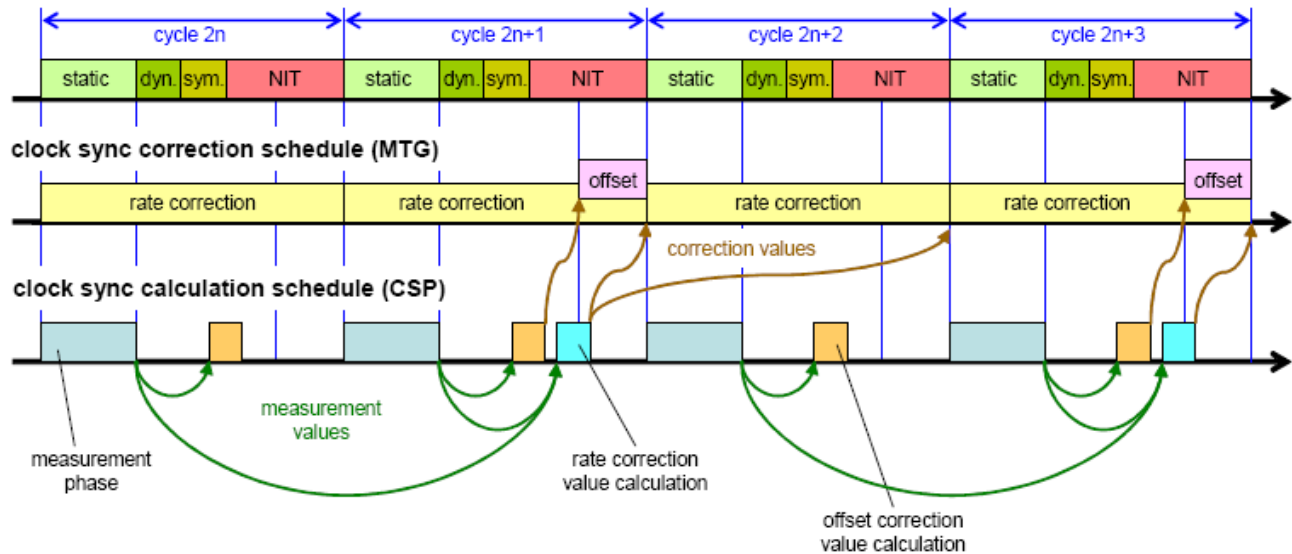 cycle 2n cycle 2n+1 cycle 2n+2 cycle 2n+3
static dyn. sym. NIT static dyn. sym. NIT static dyn. sym. NIT static dyn. sym. NIT
clock sync correction schedule (MTG)
offset offset
rate correction rate correction rate correction rate correction
correction values
clock sync calculation schedule (CSP)
measurement
values
measurement
phase
rate correction
value calculation
offset correction
value calculation